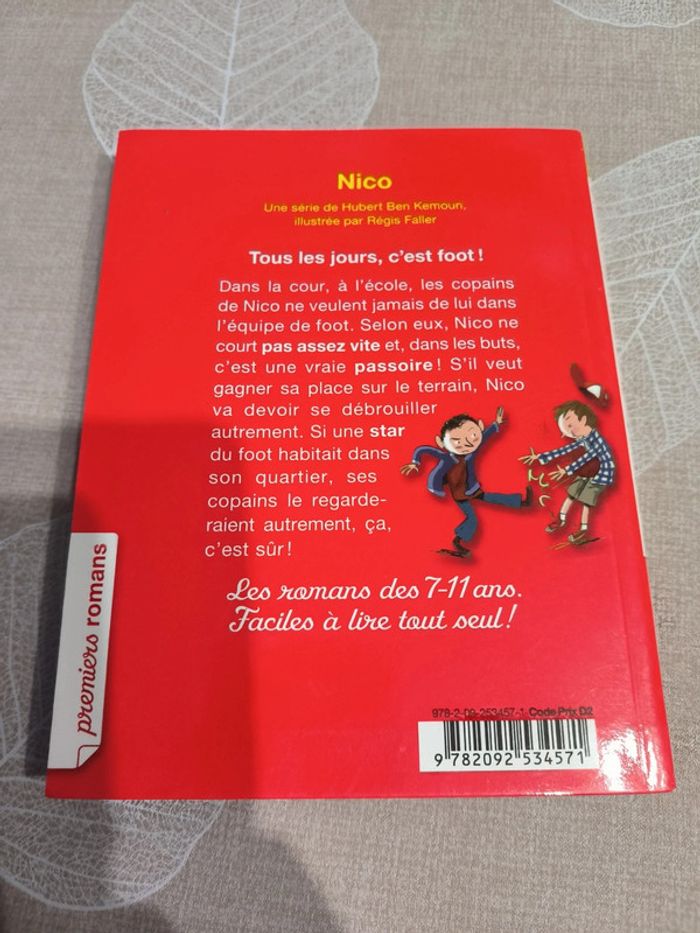 Nico
Une série de Hubert Ben Kemoun,
illustrée par Régis Faller
Tous les jours, c'est foot !
Dans la cour, à l'école, les copains
de Nico ne veulent jamais de lui dans
l'équipe de foot. Selon eux, Nico ne
court pas assez vite et, dans les buts,
c'est une vraie passoire ! S'il veut
gagner sa place sur le terrain, Nico
va devoir se débrouiller
autrement. Si une star
du foot habitait dans
son quartier, ses
copains le regarde-
raient autrement, ça,
c'est sûr !
Les romans des 7-11 ans.
Faciles à lire tout seul !
premiers romans
978-2-09-253457-1 Code Prix D2
9 782092 534571